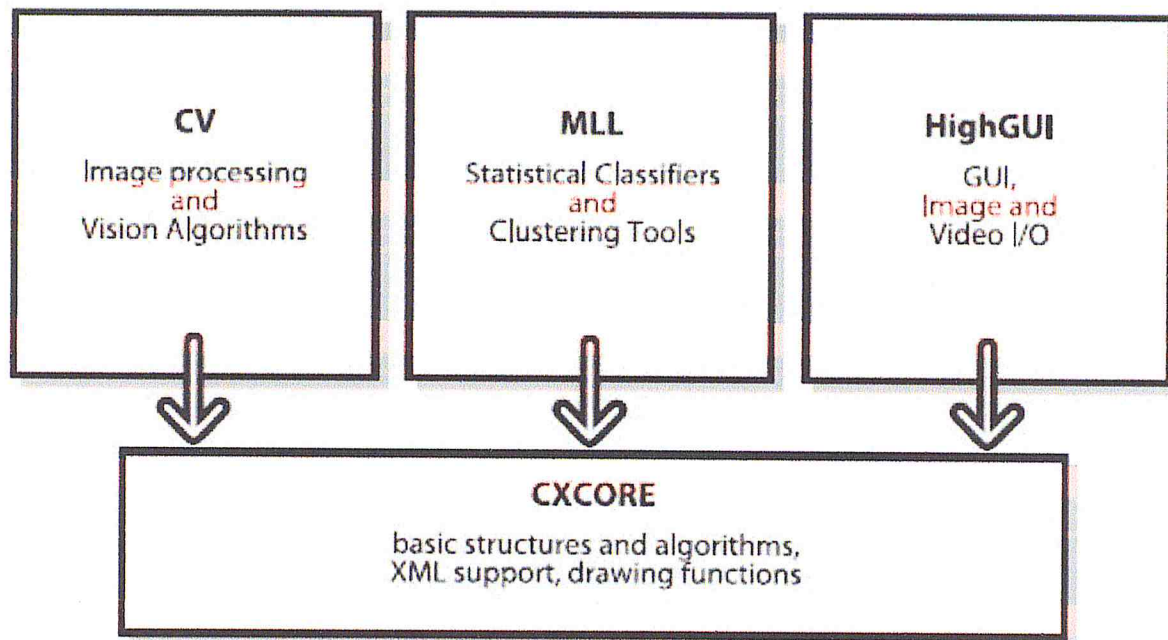 CV
Image processing
and
Vision Algorithms
MLL
Statistical Classifiers
and
Clustering Tools
HighGUI
GUI,
Image and
Video I/O
CXCORE
basic structures and algorithms,
XML support, drawing functions